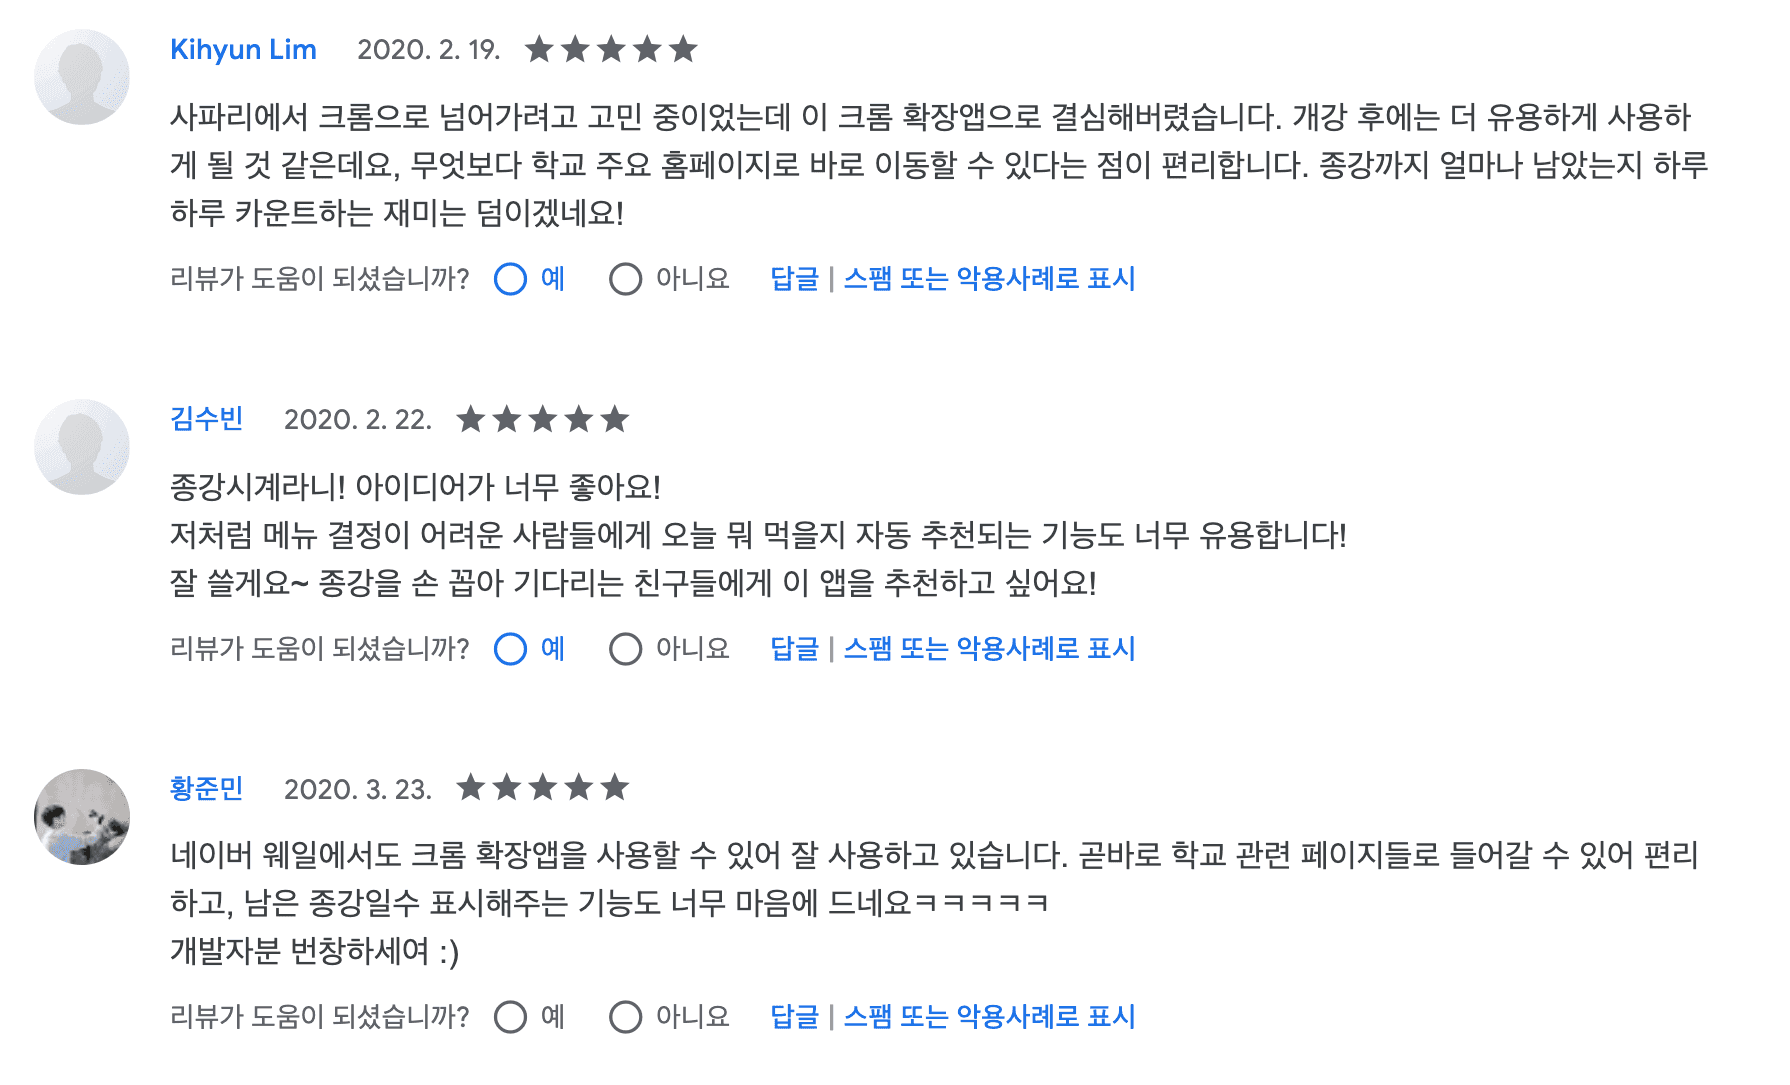 Kihyun Lim 2020. 2. 19. ★★★★★
사파리에서 크롬으로 넘어가려고 고민 중이었는데 이 크롬 확장앱으로 결심해버렸습니다. 개강 후에는 더 유용하게 사용하
게 될 것 같은데요, 무엇보다 학교 주요 홈페이지로 바로 이동할 수 있다는 점이 편리합니다. 종강까지 얼마나 남았는지 하루
하루 카운트하는 재미는 덤이겠네요!
리뷰가 도움이 되셨습니까? 예 아니요 답글 | 스팸 또는 악용사례로 표시
김수빈 2020. 2. 22. ★★★★★
종강시계라니! 아이디어가 너무 좋아요!
저처럼 메뉴 결정이 어려운 사람들에게 오늘 뭐 먹을지 자동 추천되는 기능도 너무 유용합니다!
잘 쓸게요~ 종강을 손 꼽아 기다리는 친구들에게 이 앱을 추천하고 싶어요!
리뷰가 도움이 되셨습니까? 예 아니요 답글 | 스팸 또는 악용사례로 표시
황준민 2020. 3. 23. ★★★★★
네이버 웨일에서도 크롬 확장앱을 사용할 수 있어 잘 사용하고 있습니다. 곧바로 학교 관련 페이지들로 들어갈 수 있어 편리
하고, 남은 종강일수 표시해주는 기능도 너무 마음에 드네요ㅋㅋㅋㅋㅋ
개발자분 번창하세여 :)
리뷰가 도움이 되셨습니까? 예 아니요 답글 | 스팸 또는 악용사례로 표시